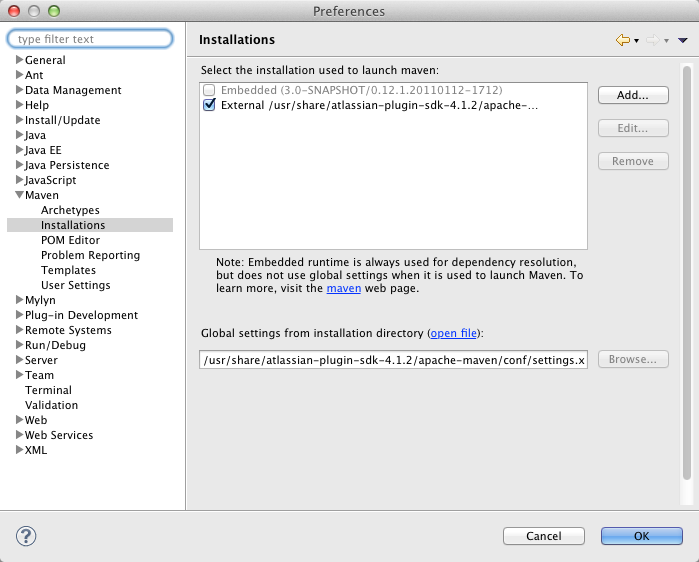 Preferences
type filter text
General
Ant
Data Management
Help
Install/Update
Java
Java EE
Java Persistence
JavaScript
Maven
Archetypes
Installations
POM Editor
Problem Reporting
Templates
User Settings
Mylyn
Plug-in Development
Remote Systems
Run/Debug
Server
Team
Terminal
Validation
Web
Web Services
XML
Installations
Select the installation used to launch maven:
Embedded (3.0-SNAPSHOT/0.12.1.20110112-1712)
External /usr/share/atlassian-plugin-sdk-4.1.2/apache-...
Add...
Edit...
Remove
Note: Embedded runtime is always used for dependency resolution,
but does not use global settings when it is used to launch Maven. To
learn more, visit the maven web page.
Global settings from installation directory (open file):
/usr/share/atlassian-plugin-sdk-4.1.2/apache-maven/conf/settings.x
Browse...
?
Cancel
OK